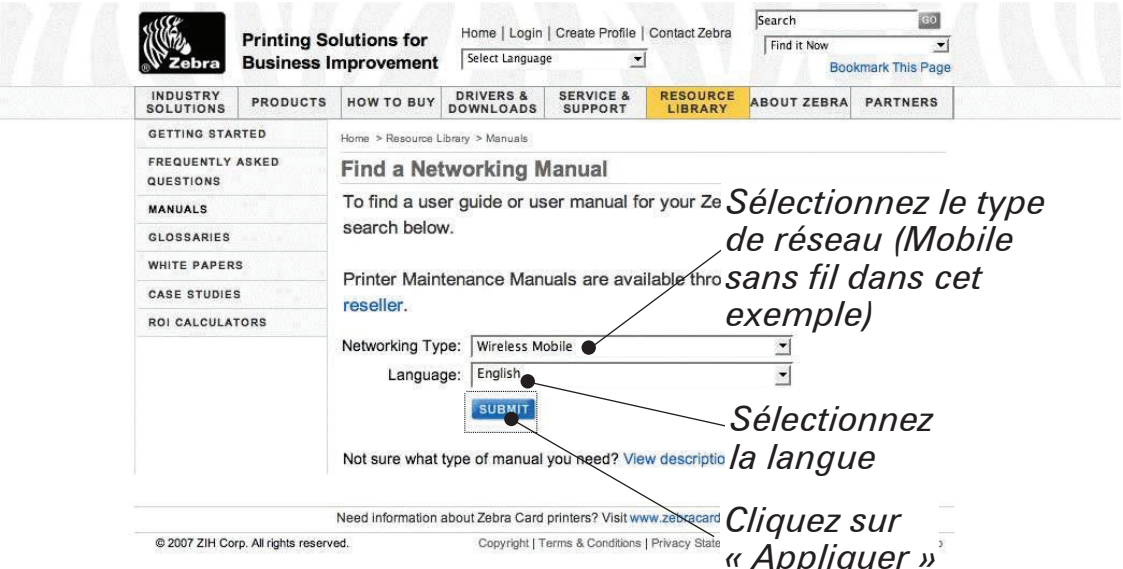 Zebra
Printing Solutions for
Business Improvement
Home | Login | Create Profile | Contact Zebra
Select Language
Search
GO
Find it Now
Bookmark This Page
INDUSTRY
SOLUTIONS
PRODUCTS
HOW TO BUY
DRIVERS &
DOWNLOADS
SERVICE &
SUPPORT
RESOURCE
LIBRARY
ABOUT ZEBRA
PARTNERS
GETTING STARTED
FREQUENTLY ASKED
QUESTIONS
MANUALS
GLOSSARIES
WHITE PAPERS
CASE STUDIES
ROI CALCULATORS
Home > Resource Library > Manuals
Find a Networking Manual
To find a user guide or user manual for your Ze
search below.
Printer Maintenance Manuals are available thro
reseller.
Networking Type: Wireless Mobile
Language: English
SUBMIT
Not sure what type of manual you need? View descriptio
Sélectionnez le type
de réseau (Mobile
sans fil dans cet
exemple)
Sélectionnez
la langue
Cliquez sur
« Appliquer »
Need information about Zebra Card printers? Visit www.zebracard
© 2007 ZIH Corp. All rights reserved.
Copyright | Terms & Conditions | Privacy State